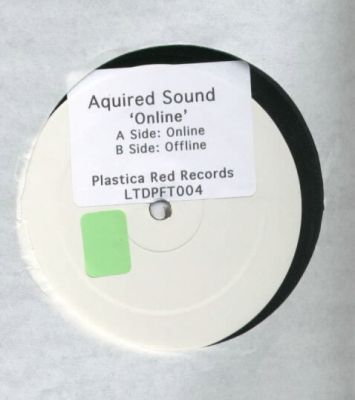 Aquired Sound
'Online'
A Side: Online
B Side: Offline
Plastica Red Records
LTDPFT004